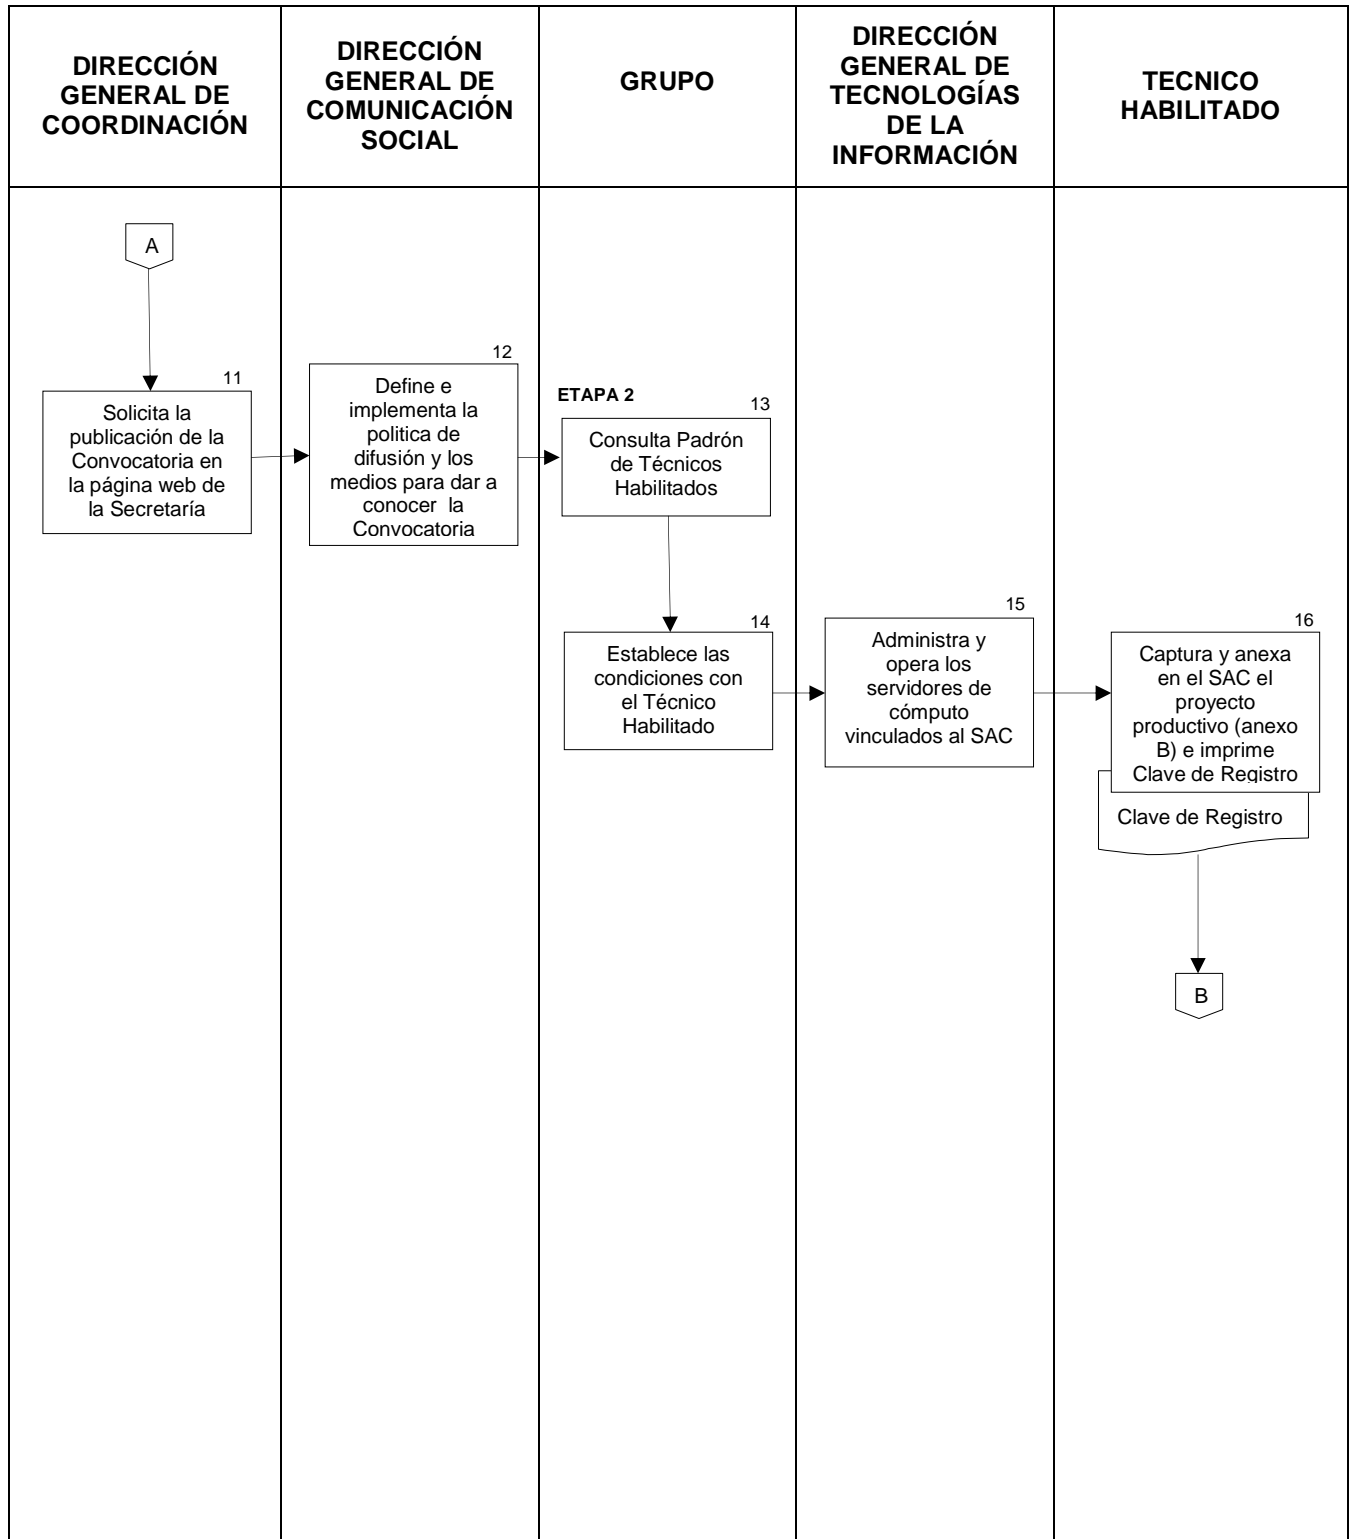 DIRECCIÓN
GENERAL DE
COORDINACIÓN
DIRECCIÓN
GENERAL DE
COMUNICACIÓN
SOCIAL
GRUPO
DIRECCIÓN
GENERAL DE
TECNOLOGÍAS
DE LA
INFORMACIÓN
TECNICO
HABILITADO
A
11
Solicita la
publicación de la
Convocatoria en
la página web de
la Secretaría
12
Define e
implementa la
politica de
difusión y los
medios para dar a
conocer la
Convocatoria
ETAPA 2
13
Consulta Padrón
de Técnicos
Habilitados
14
Establece las
condiciones con
el Técnico
Habilitado
15
Administra y
opera los
servidores de
cómputo
vinculados al SAC
16
Captura y anexa
en el SAC el
proyecto
productivo (anexo
B) e imprime
Clave de Registro
Clave de Registro
B